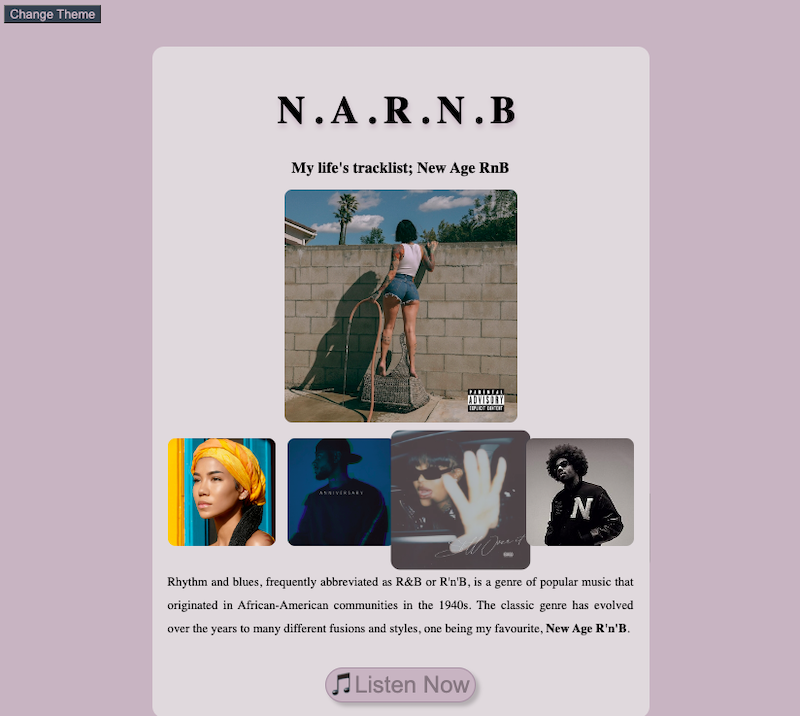 Change Theme
N.A.R.N.B
My life's tracklist; New Age RnB
PARENTAL
ADVISORY
EXPLICIT CONTENT
ANNIVERSARY
N
Rhythm and blues, frequently abbreviated as R&B or R'n'B, is a genre of popular music that
originated in African-American communities in the 1940s. The classic genre has evolved
over the years to many different fusions and styles, one being my favourite, New Age R'n'B.
Listen Now